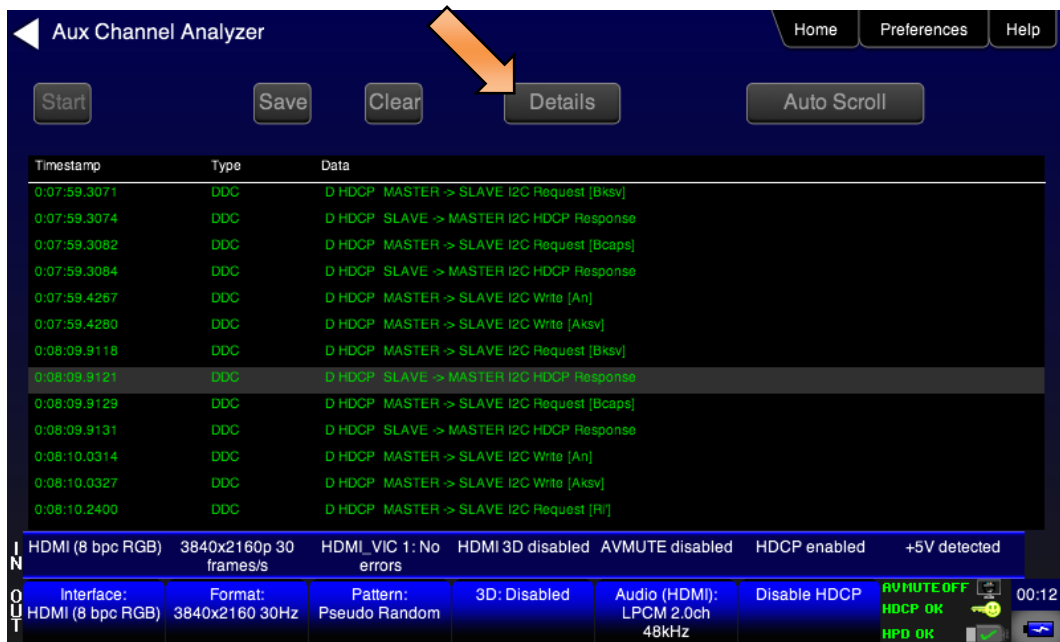 Aux Channel Analyzer
Home Preferences Help
Start Save Clear Details Auto Scroll
Timestamp Type Data
0:07:59.3071 DDC D HDCP MASTER -> SLAVE I2C Request [Bksv]
0:07:59.3074 DDC D HDCP SLAVE -> MASTER I2C HDCP Response
0:07:59.3082 DDC D HDCP MASTER -> SLAVE I2C Request [Bcaps]
0:07:59.3084 DDC D HDCP SLAVE -> MASTER I2C HDCP Response
0:07:59.4267 DDC D HDCP MASTER -> SLAVE I2C Write [An]
0:07:59.4280 DDC D HDCP MASTER -> SLAVE I2C Write [Aksv]
0:08:09.9118 DDC D HDCP MASTER -> SLAVE I2C Request [Bksv]
0:08:09.9121 DDC D HDCP SLAVE -> MASTER I2C HDCP Response
0:08:09.9129 DDC D HDCP MASTER -> SLAVE I2C Request [Bcaps]
0:08:09.9131 DDC D HDCP SLAVE -> MASTER I2C HDCP Response
0:08:10.0314 DDC D HDCP MASTER -> SLAVE I2C Write [An]
0:08:10.0327 DDC D HDCP MASTER -> SLAVE I2C Write [Aksv]
0:08:10.2400 DDC D HDCP MASTER -> SLAVE I2C Request [Ri']
IN
HDMI (8 bpc RGB)
3840x2160p 30
frames/s
HDMI_VIC 1: No
errors
HDMI 3D disabled
AVMUTE disabled
HDCP enabled
+5V detected
OUT
Interface:
HDMI (8 bpc RGB)
Format:
3840x2160 30Hz
Pattern:
Pseudo Random
3D: Disabled
Audio (HDMI):
LPCM 2.0ch
48kHz
Disable HDCP
AVMUTEOFF
HDCP OK
HPD OK
00:12